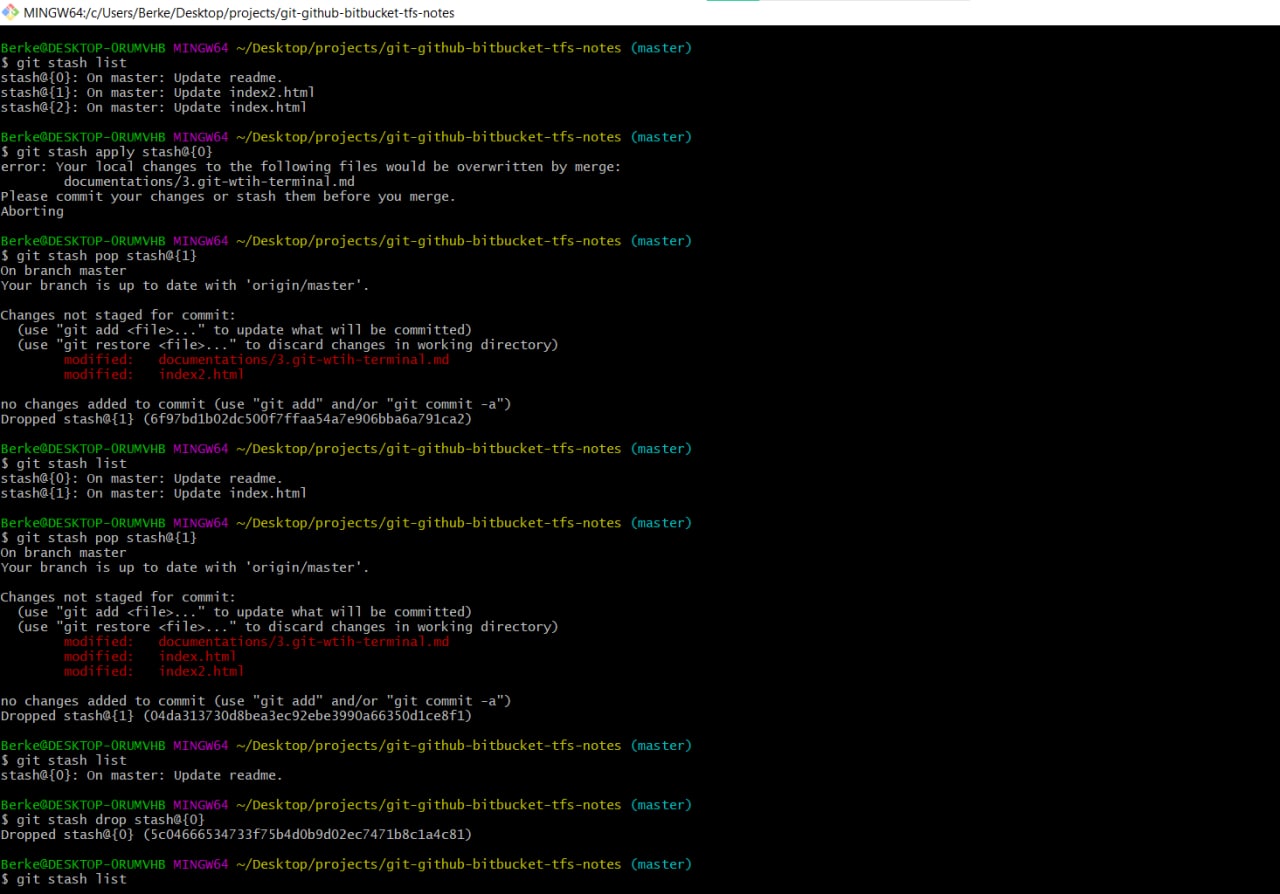 MINGW64:/c/Users/Berke/Desktop/projects/git-github-bitbucket-tfs-notes
Berke@DESKTOP-0RUMVHB MINGW64 ~/Desktop/projects/git-github-bitbucket-tfs-notes (master)
$ git stash list
stash@{0}: On master: Update readme.
stash@{1}: On master: Update index2.html
stash@{2}: On master: Update index.html
Berke@DESKTOP-0RUMVHB MINGW64 ~/Desktop/projects/git-github-bitbucket-tfs-notes (master)
$ git stash apply stash@{0}
error: Your local changes to the following files would be overwritten by merge:
documentations/3.git-wtih-terminal.md
Please commit your changes or stash them before you merge.
Aborting
Berke@DESKTOP-0RUMVHB MINGW64 ~/Desktop/projects/git-github-bitbucket-tfs-notes (master)
$ git stash pop stash@{1}
On branch master
Your branch is up to date with 'origin/master'.
Changes not staged for commit:
(use "git add <file>..." to update what will be committed)
(use "git restore <file>..." to discard changes in working directory)
modified: documentations/3.git-wtih-terminal.md
modified: index2.html
no changes added to commit (use "git add" and/or "git commit -a")
Dropped stash@{1} (6f97bd1b02dc500f7ffaa54a7e906bba6a791ca2)
Berke@DESKTOP-0RUMVHB MINGW64 ~/Desktop/projects/git-github-bitbucket-tfs-notes (master)
$ git stash list
stash@{0}: On master: Update readme.
stash@{1}: On master: Update index.html
Berke@DESKTOP-0RUMVHB MINGW64 ~/Desktop/projects/git-github-bitbucket-tfs-notes (master)
$ git stash pop stash@{1}
On branch master
Your branch is up to date with 'origin/master'.
Changes not staged for commit:
(use "git add <file>..." to update what will be committed)
(use "git restore <file>..." to discard changes in working directory)
modified: documentations/3.git-wtih-terminal.md
modified: index.html
modified: index2.html
no changes added to commit (use "git add" and/or "git commit -a")
Dropped stash@{1} (04da313730d8bea3ec92ebe3990a66350d1ce8f1)
Berke@DESKTOP-0RUMVHB MINGW64 ~/Desktop/projects/git-github-bitbucket-tfs-notes (master)
$ git stash list
stash@{0}: On master: Update readme.
Berke@DESKTOP-0RUMVHB MINGW64 ~/Desktop/projects/git-github-bitbucket-tfs-notes (master)
$ git stash drop stash@{0}
Dropped stash@{0} (5c04666534733f75b4d0b9d02ec7471b8c1a4c81)
Berke@DESKTOP-0RUMVHB MINGW64 ~/Desktop/projects/git-github-bitbucket-tfs-notes (master)
$ git stash list